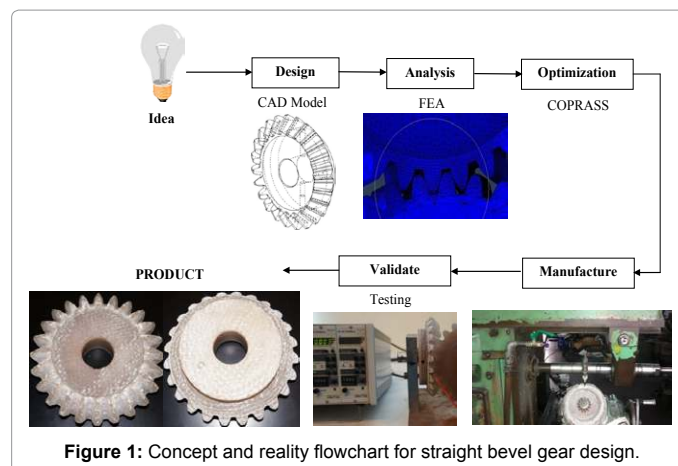 Idea
Design
CAD Model
Analysis
FEA
Optimization
COPRASS
Manufacture
Validate
Testing
PRODUCT
Figure 1: Concept and reality flowchart for straight bevel gear design.